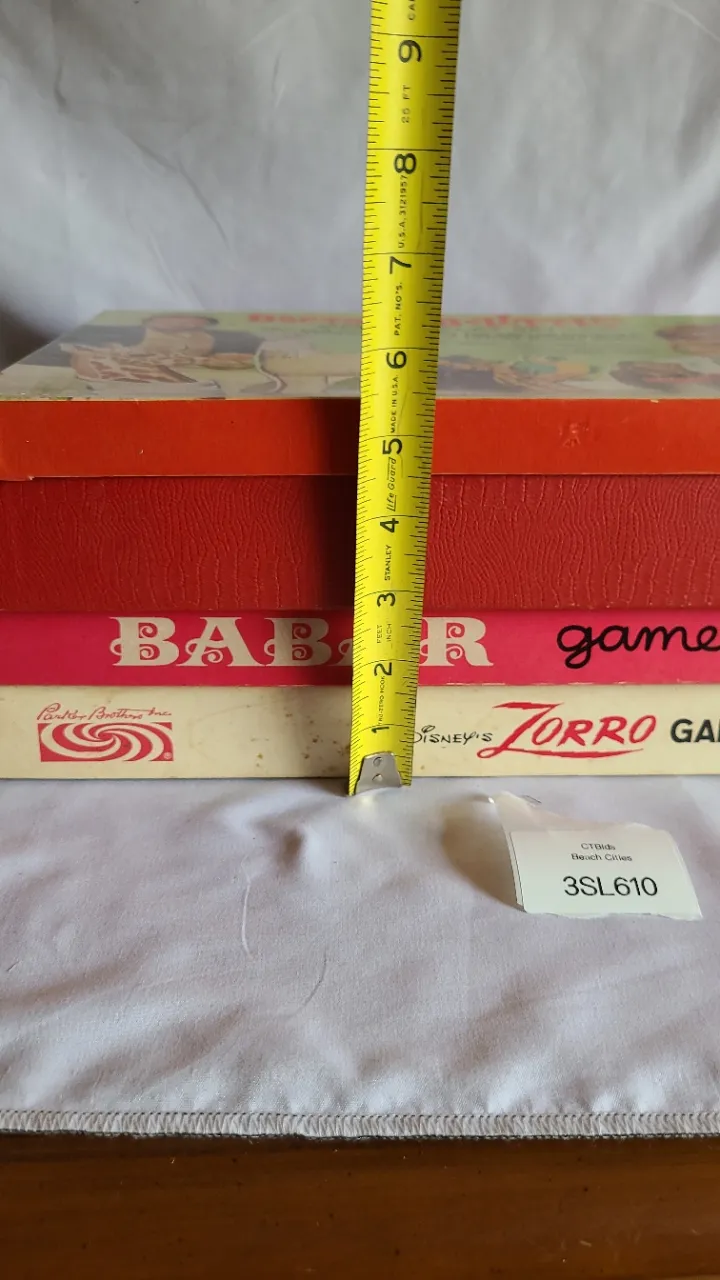 9
25 FT
8
U.S.A. 3121957
7
PAT. NO'S.
6
MADE IN U.S.A.
5
Life Guard
4
STANLEY
3
FEET
INCH
2
1
BABAR game
Parker Brothers Inc.
DISNEY'S ZORRO GA
CTBids
Beach Cities
3SL610